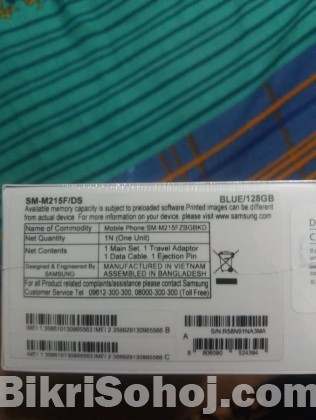 SM-M215F/DS BLUE/128GB
Available memory capacity is subject to preloaded software Printed images can be different
from actual device. For more information, please visit www.samsung.com
Name of Commodity Mobile Phone SM-M215FZBGBKD
Net Quantity 1N (One Unit)
Net Contents 1 Main Set, 1 Travel Adaptor
1 Data Cable, 1 Ejection Pin
Designed & Engineered by SAMSUNG MANUFACTURED IN VIETNAM
ASSEMBLED IN BANGLADESH
For all Product related complaints/assistance please contact Samsung
Customer Service Tel: 09612-300-300, 08000-300-300 (Toll Free)
B
A
C
BikriSohoj.com